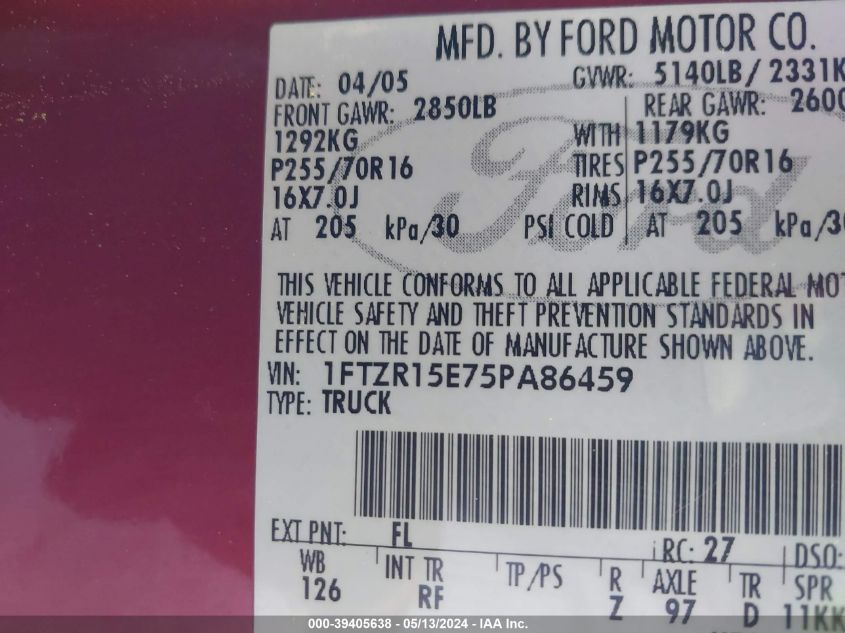 MFD. BY FORD MOTOR CO.
DATE: 04/05 GVWR: 5140LB/ 2331K
FRONT GAWR: 2850LB REAR GAWR: 2600
1292KG WITH 1179KG
P255/70R16 TIRES P255/70R16
16X7.0J RIMS 16X7.0J
AT 205 kPa/30 PSI COLD AT 205 kPa/30
Ford
THIS VEHICLE CONFORMS TO ALL APPLICABLE FEDERAL MOT
VEHICLE SAFETY AND THEFT PREVENTION STANDARDS IN
EFFECT ON THE DATE OF MANUFACTURE SHOWN ABOVE.
VIN: 1FTZR15E75PA86459
TYPE: TRUCK
EXT PNT: FL RC: 27 DSO:
WB INT TR TP/PS R AXLE TR SPR
126 RF Z 97 D 11KK
000-39405638 - 05/13/2024 - IAA Inc.